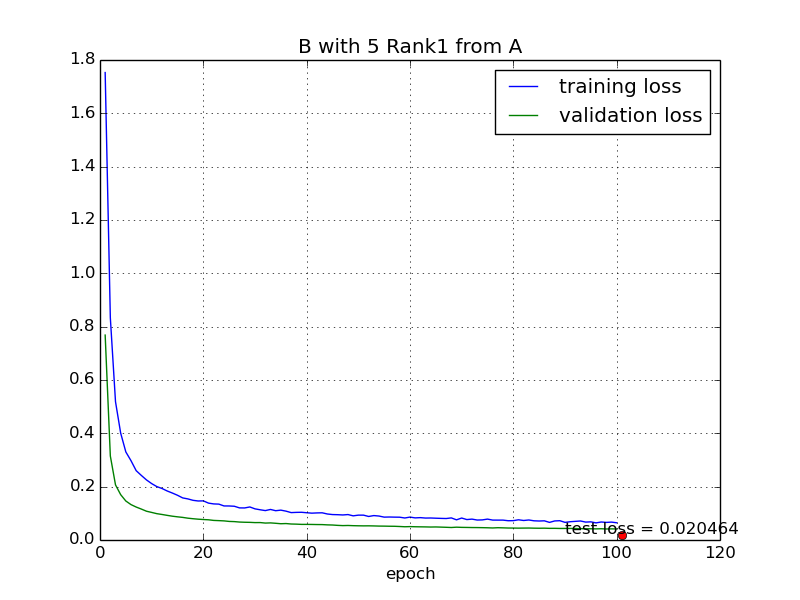 B with 5 Rank1 from A
training loss
validation loss
1.8
1.6
1.4
1.2
1.0
0.8
0.6
0.4
0.2
0.0
test loss = 0.020464
0 20 40 60 80 100 120
epoch